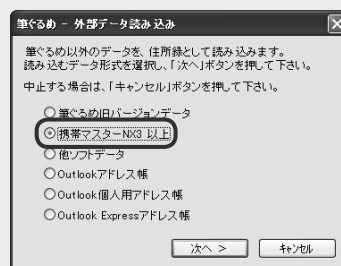 筆ぐるめ - 外部データ読み込み
筆ぐるめ以外のデータを、住所録として読み込みます。
読み込むデータ形式を選択し、「次へ」ボタンを押して下さい。
中止する場合は、「キャンセル」ボタンを押して下さい。
筆ぐるめ旧バージョンデータ
携帯マスターNX3 以上
他ソフトデータ
Outlookアドレス帳
Outlook個人用アドレス帳
Outlook Expressアドレス帳
次へ >
キャンセル